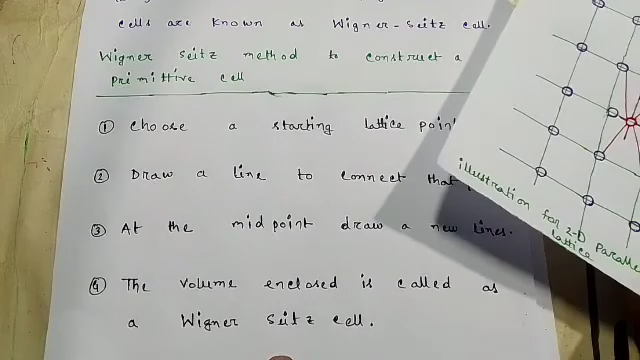 cells are known as Wigner-Seitz cell.
Wigner Seitz method to construct a
primittive cell
① Choose a starting lattice point
② Draw a line to connect that
③ At the midpoint draw a new lines.
④ The volume enclosed is called as
a Wigner Seitz cell.
illustration for 2-D
lattice